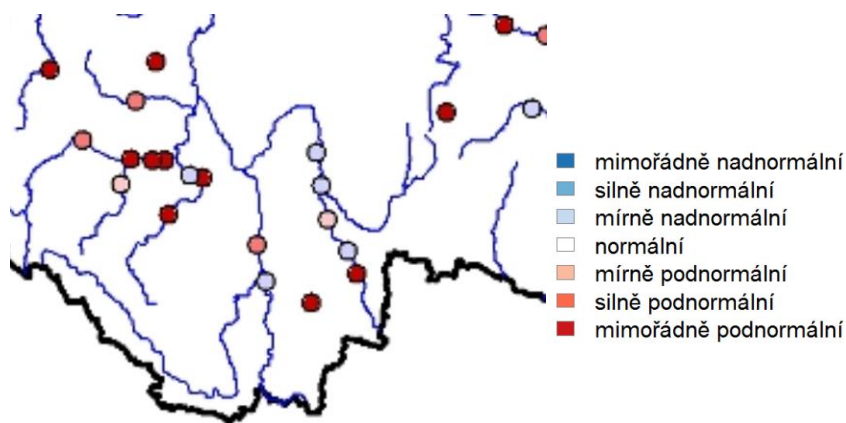 mimořádně nadnormální
silně nadnormální
mírně nadnormální
normální
mírně podnormální
silně podnormální
mimořádně podnormální